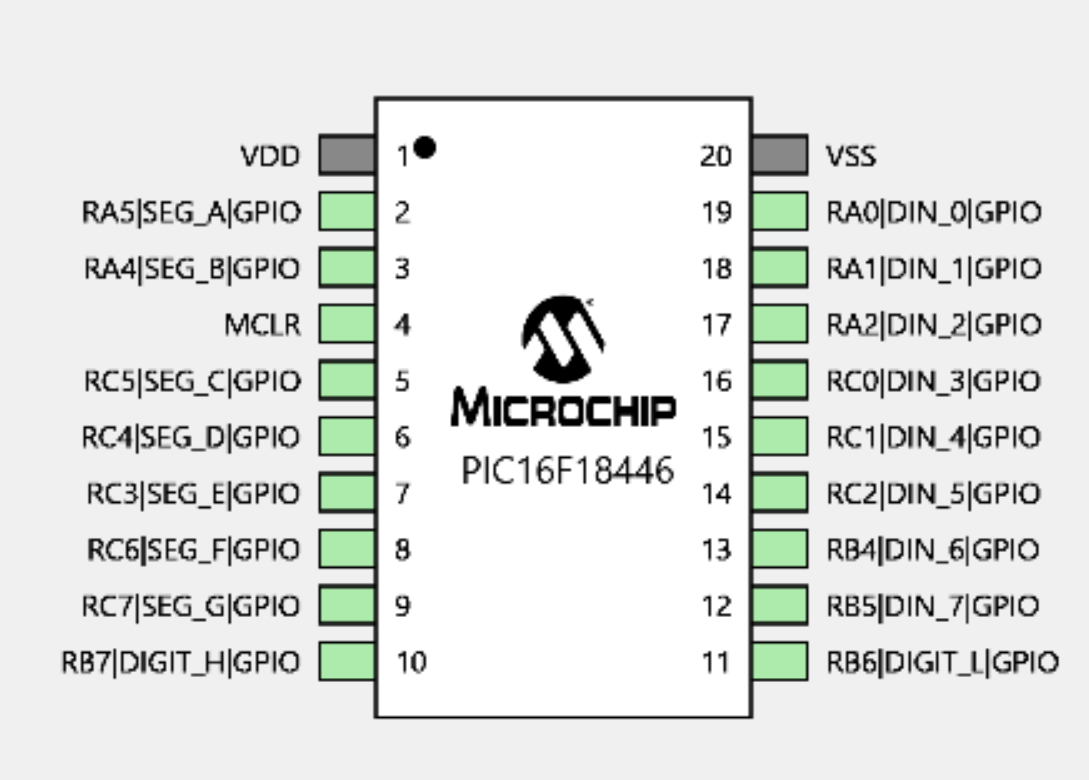 VDD 1 20 VSS
RA5|SEG_A|GPIO 2 19 RA0|DIN_0|GPIO
RA4|SEG_B|GPIO 3 18 RA1|DIN_1|GPIO
MCLR 4 17 RA2|DIN_2|GPIO
RC5|SEG_C|GPIO 5 16 RC0|DIN_3|GPIO
MICROCHIP
RC4|SEG_D|GPIO 6 15 RC1|DIN_4|GPIO
PIC16F18446
RC3|SEG_E|GPIO 7 14 RC2|DIN_5|GPIO
RC6|SEG_F|GPIO 8 13 RB4|DIN_6|GPIO
RC7|SEG_G|GPIO 9 12 RB5|DIN_7|GPIO
RB7|DIGIT_H|GPIO 10 11 RB6|DIGIT_L|GPIO